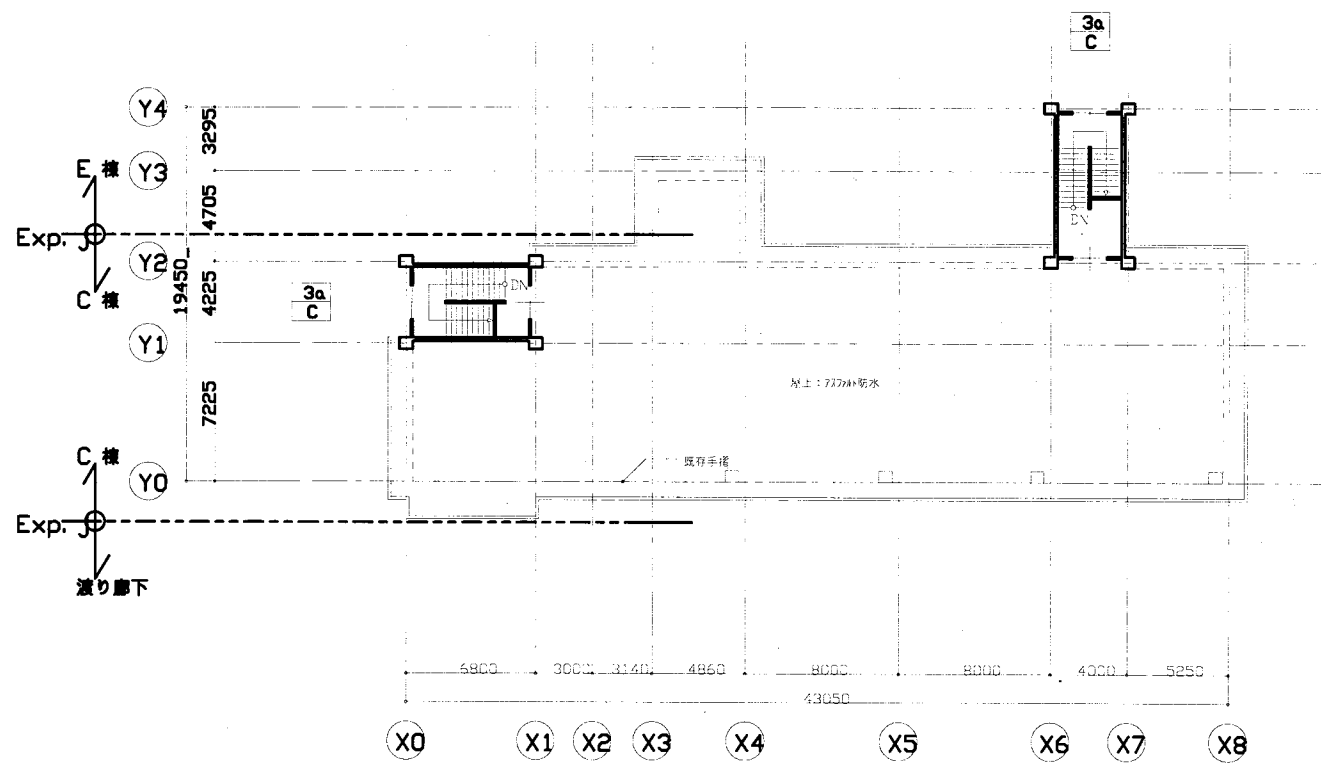 3a
C
Y4
3295
E 棟
Y3
4705
Exp. J
Y2
C 棟
19450
4225
3a
C
DN
DN
Y1
屋上：アスファルト防水
7225
C 棟
既存手摺
Y0
Exp. J
渡り廊下
6800
3000
3140
4860
8000
8000
4000
5250
43050
X0
X1
X2
X3
X4
X5
X6
X7
X8